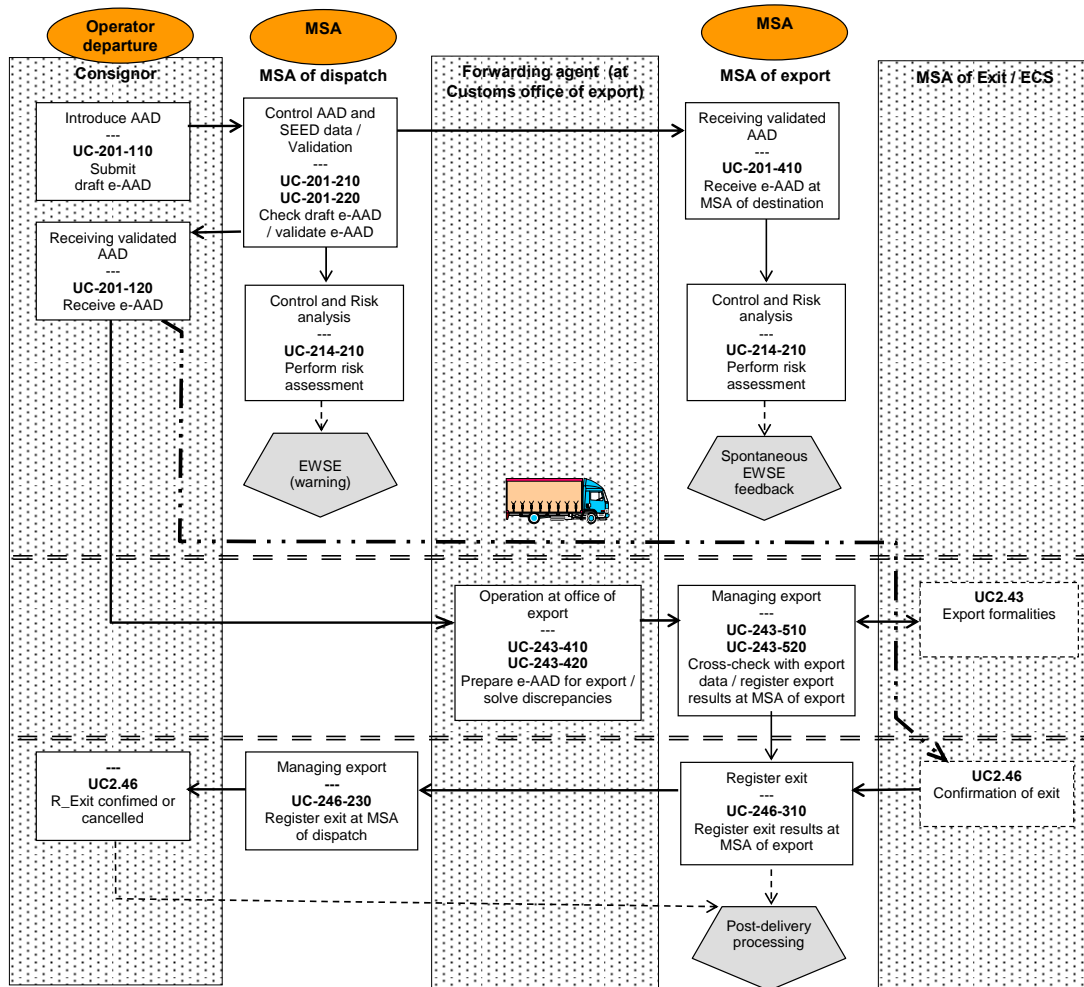 Operator
departure
MSA
MSA
Consignor
MSA of dispatch
Forwarding agent (at
Customs office of export)
MSA of export
MSA of Exit / ECS
Introduce AAD
---
UC-201-110
Submit
draft e-AAD
Control AAD and
SEED data /
Validation
---
UC-201-210
UC-201-220
Check draft e-AAD
/ validate e-AAD
Receiving validated
AAD
---
UC-201-410
Receive e-AAD at
MSA of destination
Receiving validated
AAD
---
UC-201-120
Receive e-AAD
Control and Risk
analysis
---
UC-214-210
Perform risk
assessment
Control and Risk
analysis
---
UC-214-210
Perform risk
assessment
EWSE
(warning)
Spontaneous
EWSE
feedback
Operation at office of
export
---
UC-243-410
UC-243-420
Prepare e-AAD for export /
solve discrepancies
Managing export
---
UC-243-510
UC-243-520
Cross-check with export
data / register export
results at MSA of export
UC2.43
Export formalities
---
UC2.46
R_Exit confimed or
cancelled
Managing export
---
UC-246-230
Register exit at MSA
of dispatch
Register exit
---
UC-246-310
Register exit results at
MSA of export
UC2.46
Confirmation of exit
Post-delivery
processing